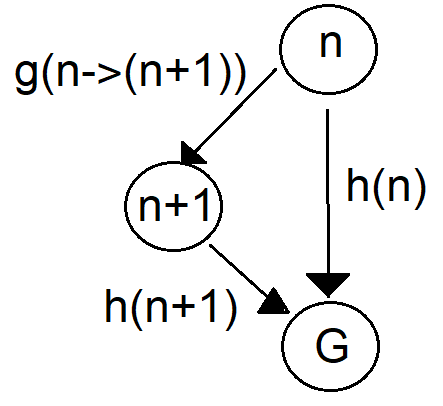 n
g(n->(n+1))
h(n)
n+1
h(n+1)
G